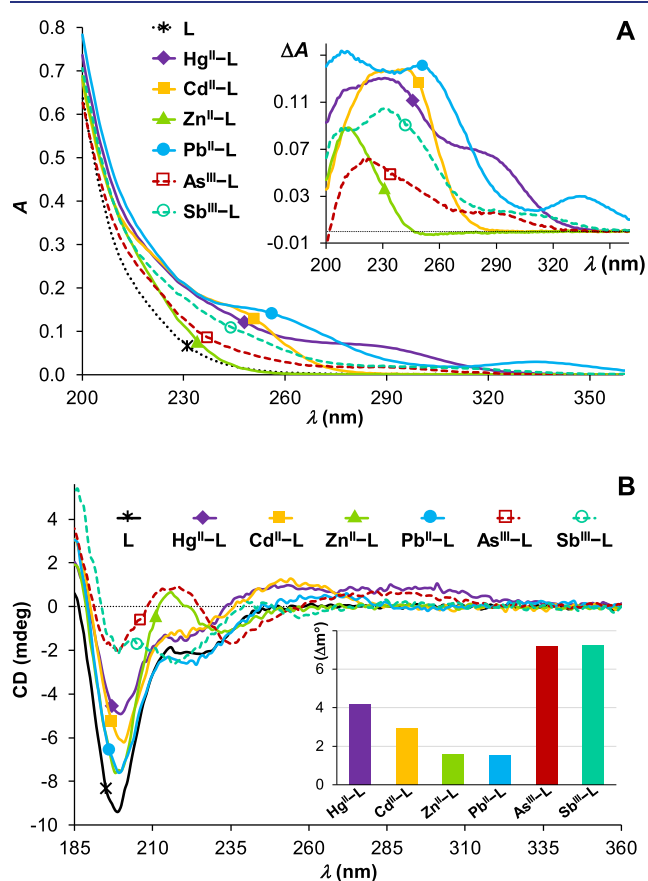 A
L
Hg^II–L
Cd^II–L
Zn^II–L
Pb^II–L
As^III–L
Sb^III–L
0.8
0.7
0.6
0.5
0.4
0.3
0.2
0.1
0.0
A
200 230 260 290 320 350
λ (nm)
ΔA
0.11
0.07
0.03
-0.01
200 230 260 290 320
λ (nm)
B
L Hg^II–L Cd^II–L Zn^II–L Pb^II–L As^III–L Sb^III–L
4
2
0
-2
-4
-6
-8
-10
CD (mdeg)
185 210 235 260 285 310 335 360
λ (nm)
(Δm°)
6
4
2
0
Hg^II–L Cd^II–L Zn^II–L Pb^II–L As^III–L Sb^III–L